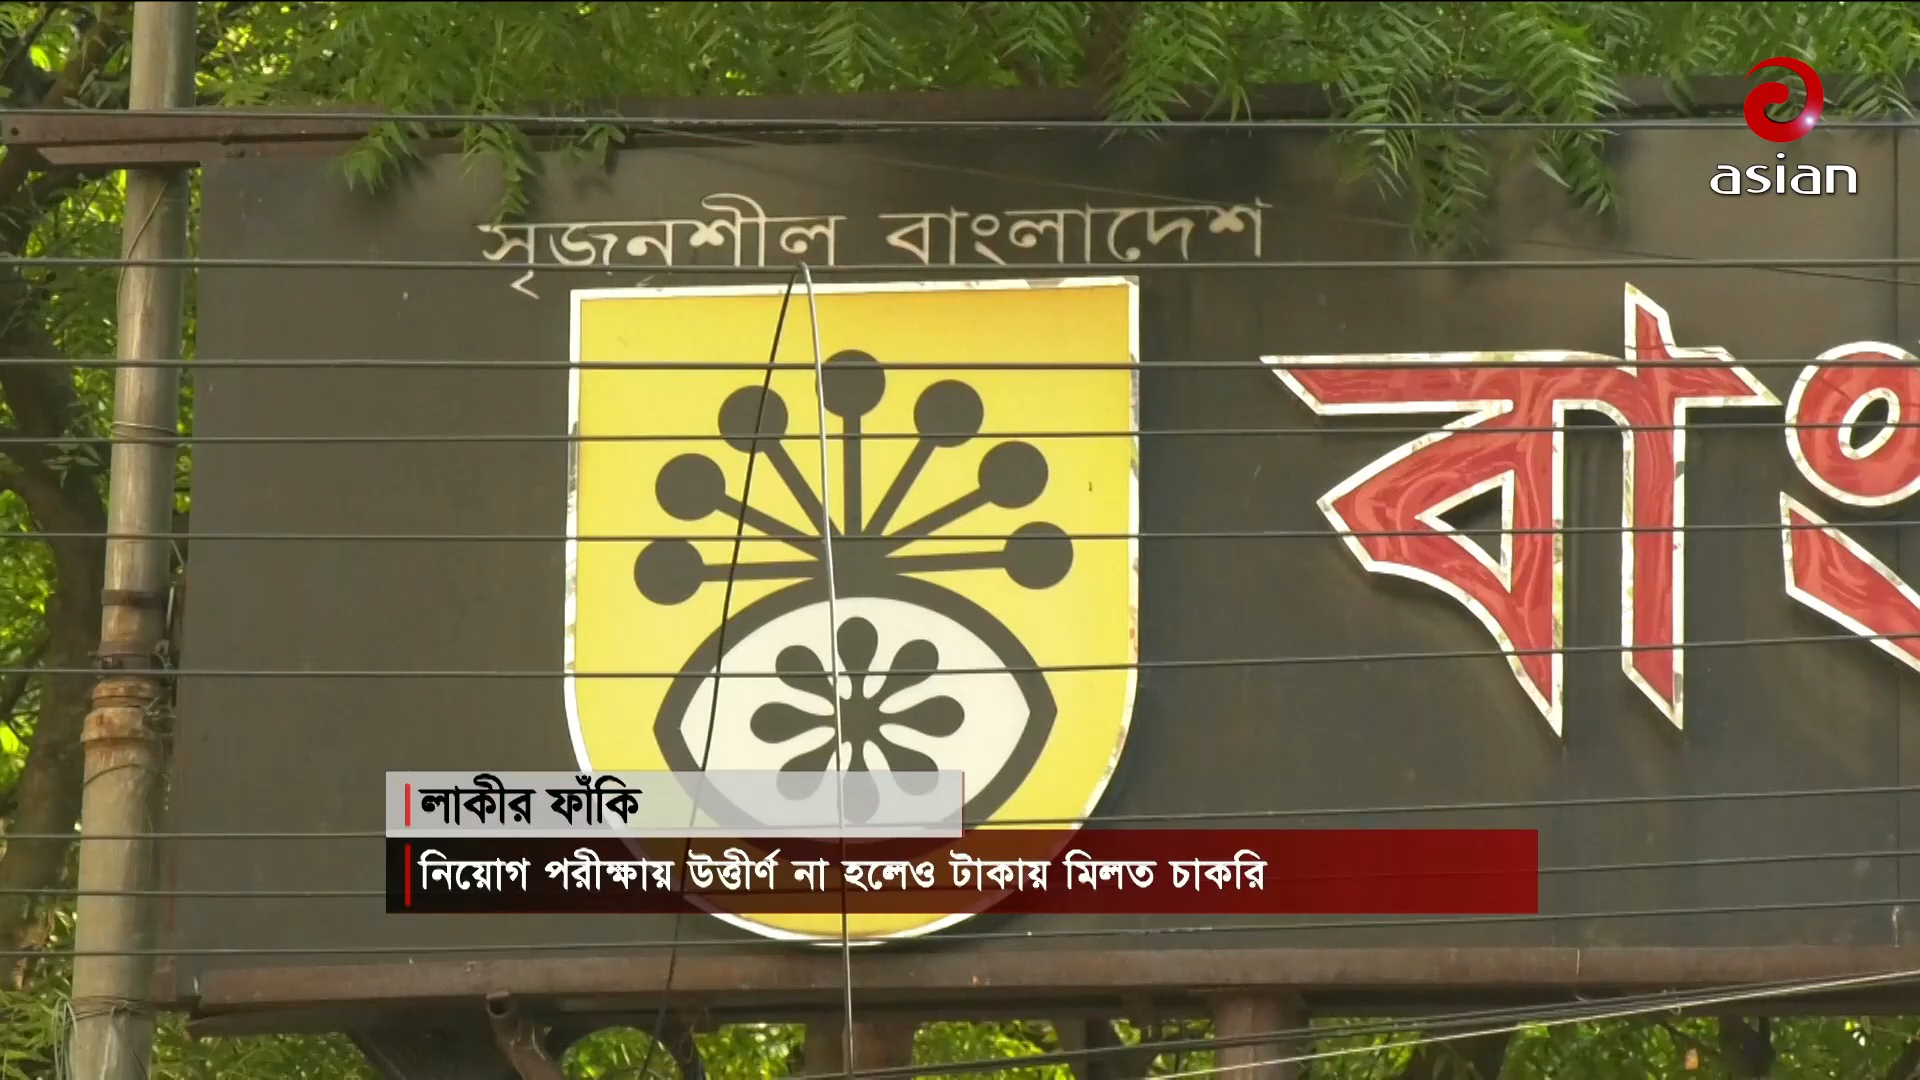 asian
সৃজনশীল বাংলাদেশ
বাং
লাকীর ফাঁকি
নিয়োগ পরীক্ষায় উত্তীর্ণ না হলেও টাকায় মিলত চাকরি